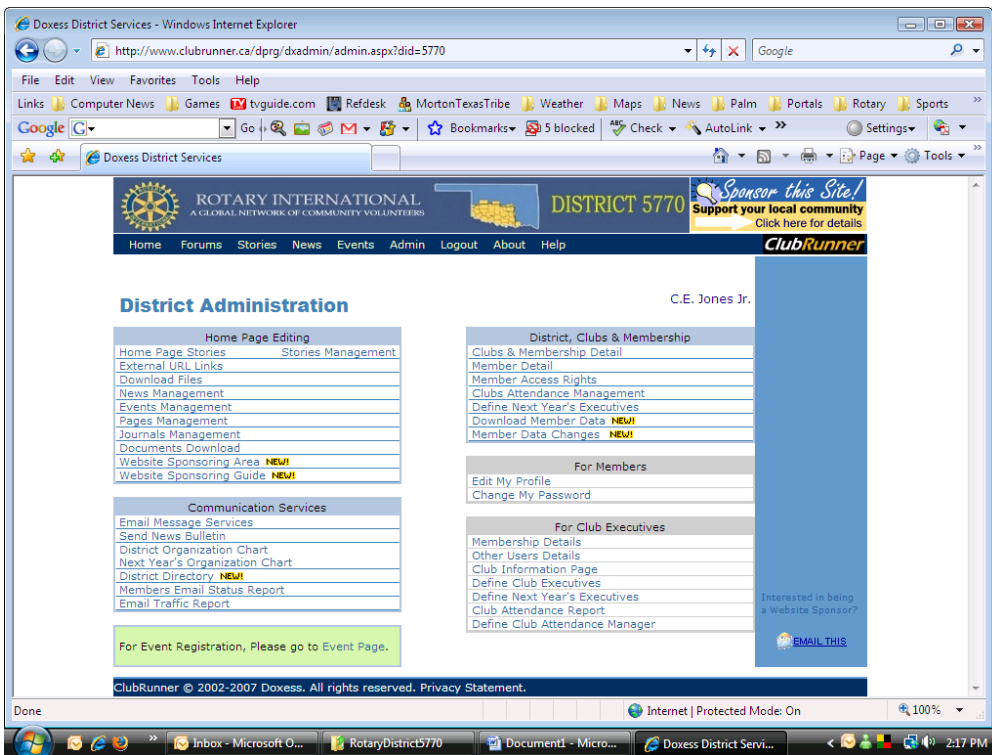 Doxess District Services - Windows Internet Explorer
http://www.clubrunner.ca/dprg/dxadmin/admin.aspx?did=5770
Google
File Edit View Favorites Tools Help
Links Computer News Games tvguide.com Refdesk MortonTexasTribe Weather Maps News Palm Portals Rotary Sports »
Google G Go 5 blocked Bookmarks Check AutoLink » Settings
Doxess District Services Page Tools »
ROTARY INTERNATIONAL
A GLOBAL NETWORK OF COMMUNITY VOLUNTEERS
DISTRICT 5770
Sponsor this Site!
Support your local community
Click here for details
Home Forums Stories News Events Admin Logout About Help
ClubRunner
District Administration
C.E. Jones Jr.
Home Page Editing
Home Page Stories Stories Management
External URL Links
Download Files
News Management
Events Management
Pages Management
Journals Management
Documents Download
Website Sponsoring Area NEW!
Website Sponsoring Guide NEW!
Communication Services
Email Message Services
Send News Bulletin
District Organization Chart
Next Year's Organization Chart
District Directory NEW!
Members Email Status Report
Email Traffic Report
For Event Registration, Please go to Event Page.
District, Clubs & Membership
Clubs & Membership Detail
Member Detail
Member Access Rights
Clubs Attendance Management
Define Next Year's Executives
Download Member Data NEW!
Member Data Changes NEW!
For Members
Edit My Profile
Change My Password
For Club Executives
Membership Details
Other Users Details
Club Information Page
Define Club Executives
Define Next Year's Executives
Club Attendance Report
Define Club Attendance Manager
Interested in being
a Website Sponsor?
EMAIL THIS
ClubRunner © 2002-2007 Doxess. All rights reserved. Privacy Statement.
Done Internet | Protected Mode: On 100%
» Inbox - Microsoft O... RotaryDistrict5770 Document1 - Micro... Doxess District Servi... < 2:17 PM